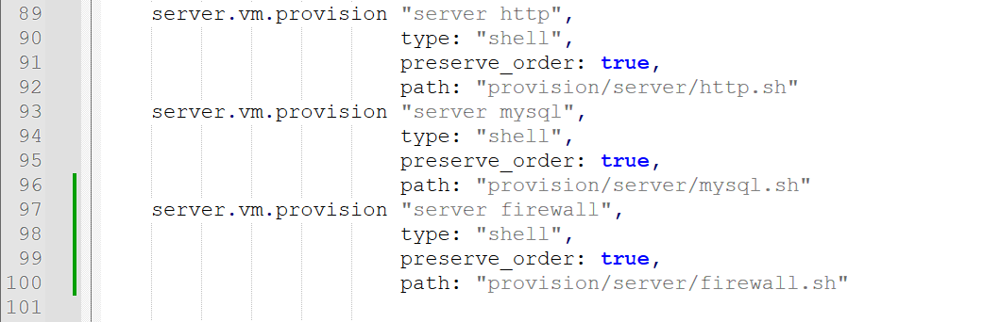 89 server.vm.provision "server http",
90 type: "shell",
91 preserve_order: true,
92 path: "provision/server/http.sh"
93 server.vm.provision "server mysql",
94 type: "shell",
95 preserve_order: true,
96 path: "provision/server/mysql.sh"
97 server.vm.provision "server firewall",
98 type: "shell",
99 preserve_order: true,
100 path: "provision/server/firewall.sh"
101